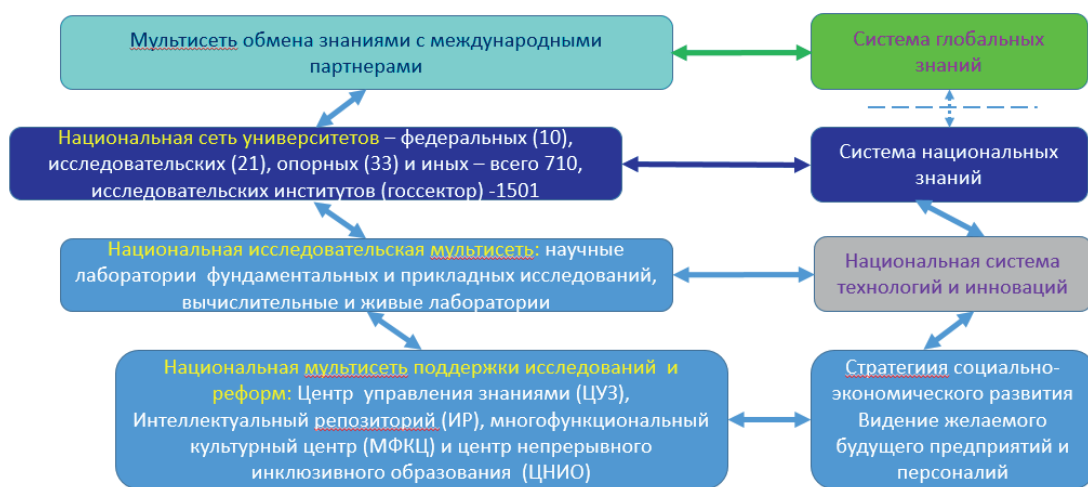 Мультисеть обмена знаниями с международными
партнерами
Система глобальных
знаний
Национальная сеть университетов – федеральных (10),
исследовательских (21), опорных (33) и иных – всего 710,
исследовательских институтов (госсектор) -1501
Система национальных
знаний
Национальная исследовательская мультисеть: научные
лаборатории фундаментальных и прикладных исследований,
вычислительные и живые лаборатории
Национальная система
технологий и инноваций
Национальная мультисеть поддержки исследований и
реформ: Центр управления знаниями (ЦУЗ),
Интеллектуальный репозиторий (ИР), многофункциональный
культурный центр (МФКЦ) и центр непрерывного
инклюзивного образования (ЦНИО)
Стратегиия социально-
экономического развития
Видение желаемого
будущего предприятий и
персоналий